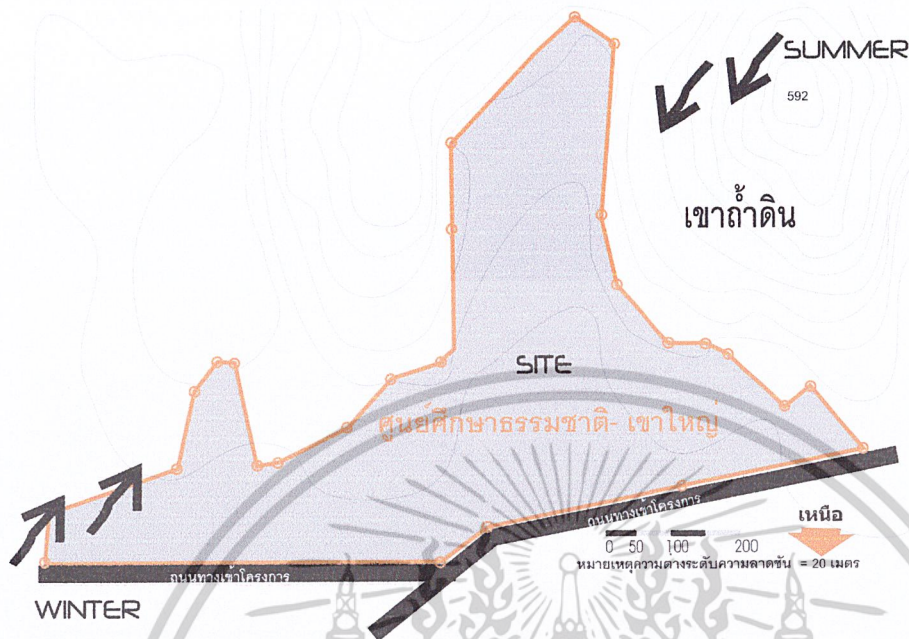 SUMMER
592
เขาถ้ำดิน
SITE
ศูนย์ศึกษาธรรมชาติ- เขาใหญ่
ถนนทางเข้าโครงการ
เหนือ
0 50 100 200
หมายเหตุความต่างระดับความลาดชัน = 20 เมตร
ถนนทางเข้าโครงการ
WINTER